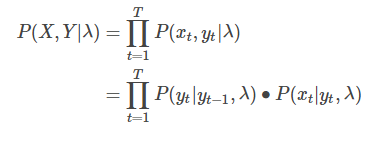 P(X,Y|λ) = ∏_{t=1}^{T} P(x_t, y_t|λ)
= ∏_{t=1}^{T} P(y_t|y_{t−1}, λ) ● P(x_t|y_t, λ)